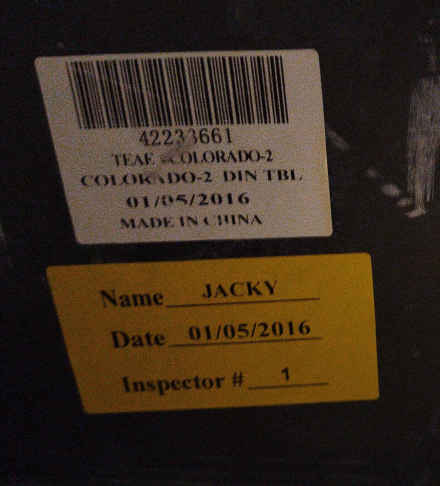 42233661
COLORADO-2
COLORADO-2 DIN TBL
01/05/2016
MADE IN CHINA
Name JACKY
Date 01/05/2016
Inspector # 1